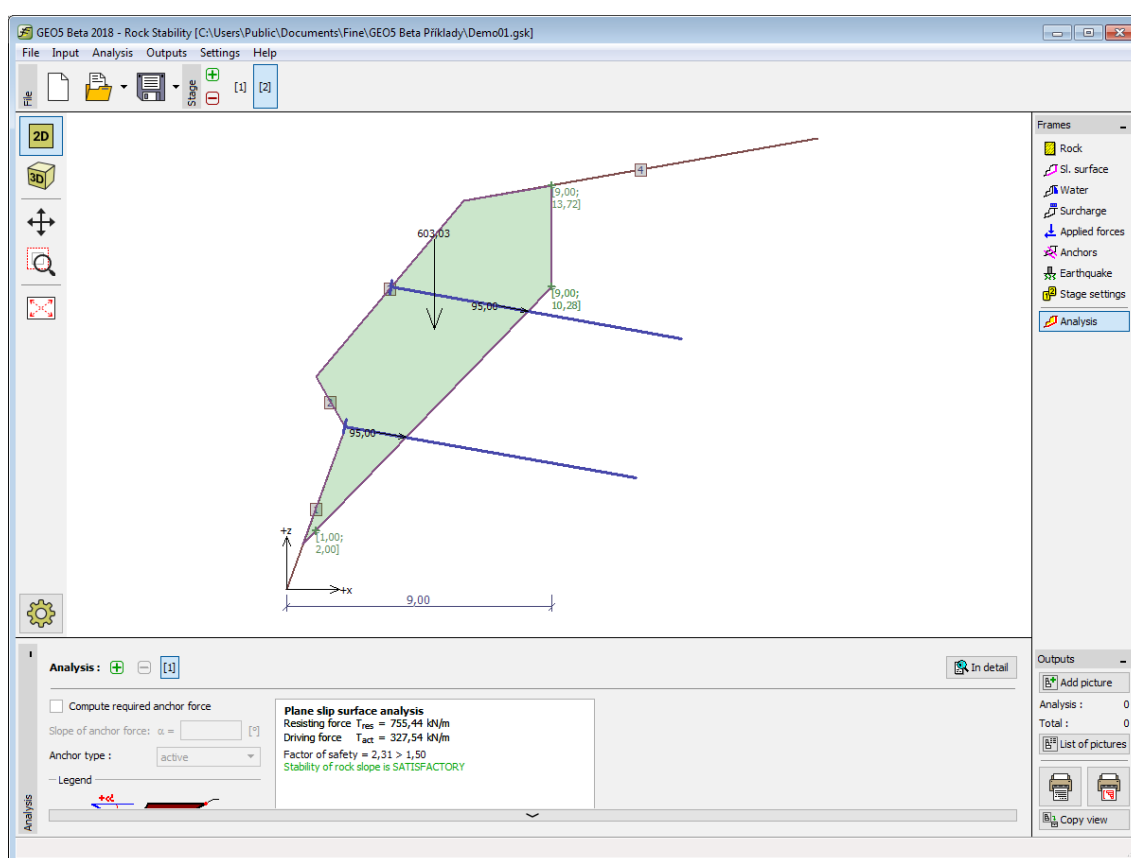 GEO5 Beta 2018 - Rock Stability [C:\Users\Public\Documents\Fine\GEO5 Beta Příklady\Demo01.gsk]
File Input Analysis Outputs Settings Help
File
Stage
[1] [2]
2D
3D
4
[9,00;
13,72]
603,03
[9,00;
10,28]
95,00
2
95,00
1
[1,00;
2,00]
+z
+x
9,00
Frames
Rock
Sl. surface
Water
Surcharge
Applied forces
Anchors
Earthquake
Stage settings
Analysis
Analysis
Analysis : [1]
In detail
Compute required anchor force
Slope of anchor force: α = [°]
Anchor type : active
Legend
+α
Plane slip surface analysis
Resisting force Tres = 755,44 kN/m
Driving force Tact = 327,54 kN/m
Factor of safety = 2,31 > 1,50
Stability of rock slope is SATISFACTORY
Outputs
Add picture
Analysis : 0
Total : 0
List of pictures
Copy view